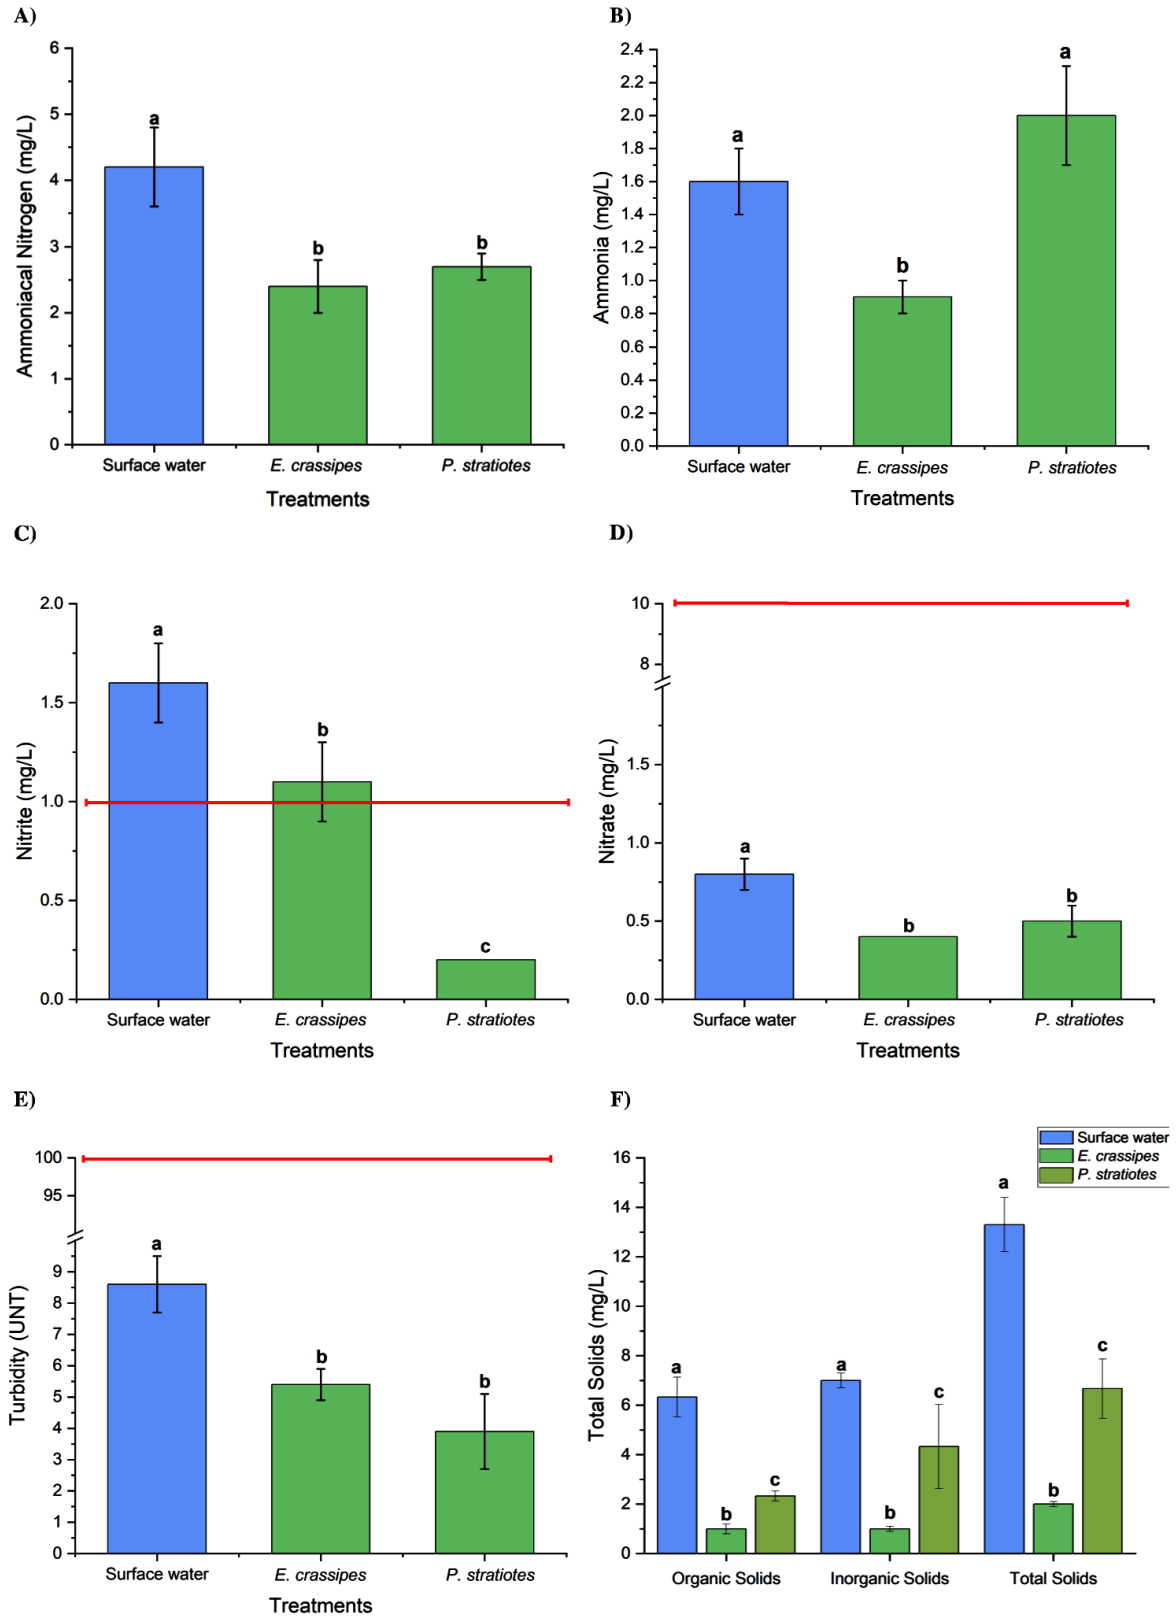 A)
Ammoniacal Nitrogen (mg/L)
6
5
4
3
2
1
0
a
b
b
Surface water
E. crassipes
P. stratiotes
Treatments
B)
Ammonia (mg/L)
2.4
2.2
2.0
1.8
1.6
1.4
1.2
1.0
0.8
0.6
0.4
0.2
0.0
a
b
a
Surface water
E. crassipes
P. stratiotes
Treatments
C)
Nitrite (mg/L)
2.0
1.5
1.0
0.5
0.0
a
b
c
Surface water
E. crassipes
P. stratiotes
Treatments
D)
Nitrate (mg/L)
10
8
1.5
1.0
0.5
0.0
a
b
b
Surface water
E. crassipes
P. stratiotes
Treatments
E)
Turbidity (UNT)
100
95
9
8
7
6
5
4
3
2
1
0
a
b
b
Surface water
E. crassipes
P. stratiotes
Treatments
F)
Surface water
E. crassipes
P. stratiotes
Total Solids (mg/L)
16
14
12
10
8
6
4
2
0
a
b
c
a
b
c
a
b
c
Organic Solids
Inorganic Solids
Total Solids